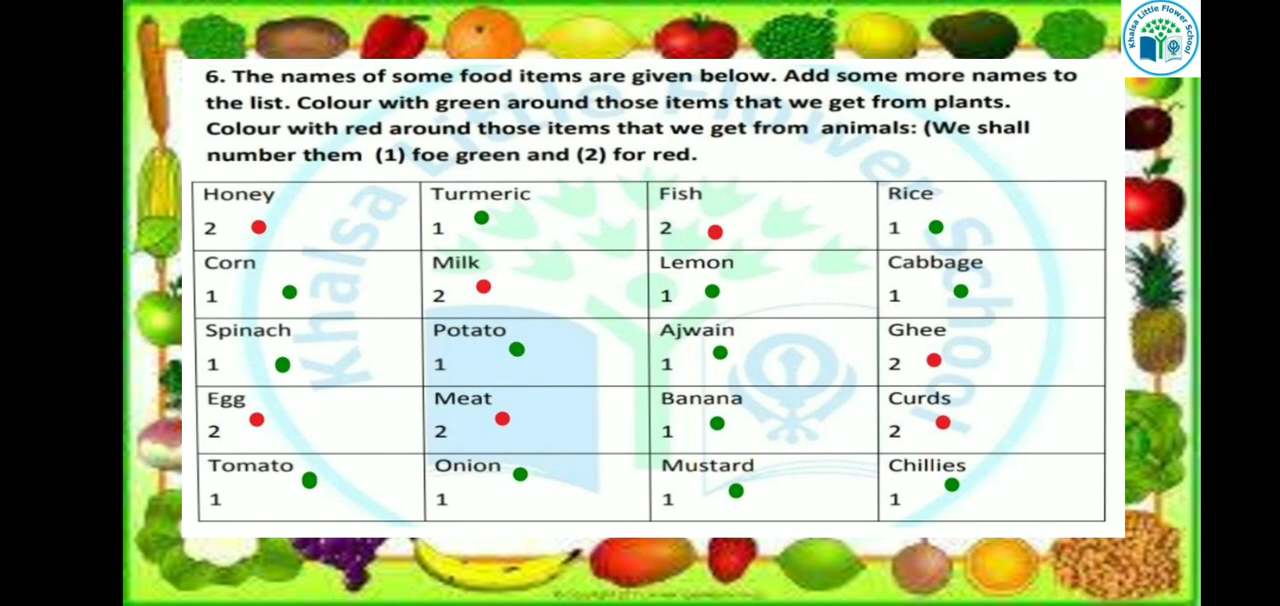 Khalsa Little Flower School
6. The names of some food items are given below. Add some more names to
the list. Colour with green around those items that we get from plants.
Colour with red around those items that we get from animals: (We shall
number them (1) foe green and (2) for red.
Honey Turmeric Fish Rice
2 1 2 1
Corn Milk Lemon Cabbage
1 2 1 1
Spinach Potato Ajwain Ghee
1 1 1 2
Egg Meat Banana Curds
2 2 1 2
Tomato Onion Mustard Chillies
1 1 1 1
Khalsa Little Flower School